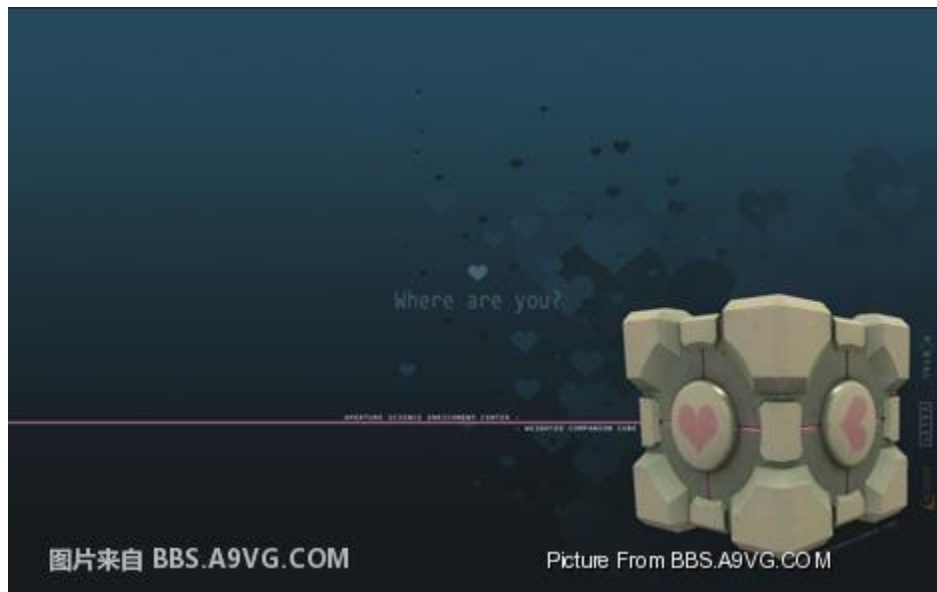 Where are you?
APERTURE SCIENCE ENRICHMENT CENTER -
- WEIGHTED COMPANION CUBE
图片来自 BBS.A9VG.COM
Picture From BBS.A9VG.COM